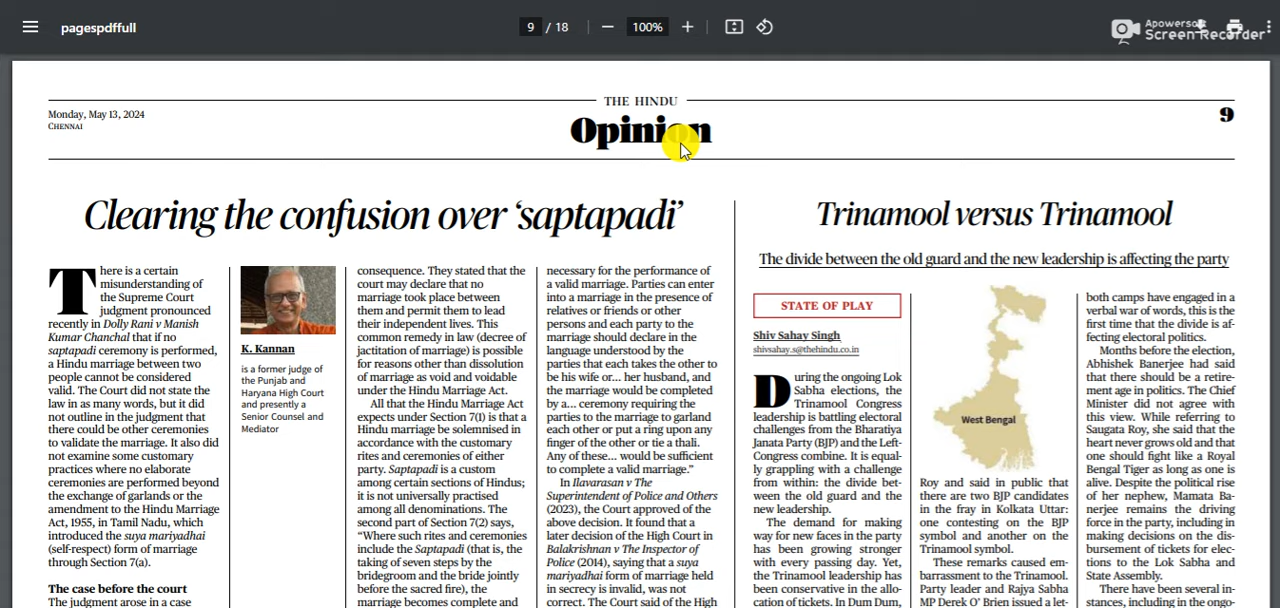 pagespdffull
9 / 18
100%
Apowersoft
Screen Recorder
THE HINDU
Monday, May 13, 2024
CHENNAI
Opinion
9
Clearing the confusion over ‘saptapadi’
There is a certain
misunderstanding of
the Supreme Court
judgment pronounced
recently in Dolly Rani v Manish
Kumar Chanchal that if no
saptapadi ceremony is performed,
a Hindu marriage between two
people cannot be considered
valid. The Court did not state the
law in as many words, but it did
not outline in the judgment that
there could be other ceremonies
to validate the marriage. It also did
not examine some customary
practices where no elaborate
ceremonies are performed beyond
the exchange of garlands or the
amendment to the Hindu Marriage
Act, 1955, in Tamil Nadu, which
introduced the suya mariyadhai
(self-respect) form of marriage
through Section 7(a).
The case before the court
The judgment arose in a case
K. Kannan
is a former judge of
the Punjab and
Haryana High Court
and presently a
Senior Counsel and
Mediator
consequence. They stated that the
court may declare that no
marriage took place between
them and permit them to lead
their independent lives. This
common remedy in law (decree of
jactitation of marriage) is possible
for reasons other than dissolution
of marriage as void and voidable
under the Hindu Marriage Act.
All that the Hindu Marriage Act
expects under Section 7(1) is that a
Hindu marriage be solemnised in
accordance with the customary
rites and ceremonies of either
party. Saptapadi is a custom
among certain sections of Hindus;
it is not universally practised
among all denominations. The
second part of Section 7(2) says,
“Where such rites and ceremonies
include the Saptapadi (that is, the
taking of seven steps by the
bridegroom and the bride jointly
before the sacred fire), the
marriage becomes complete and
necessary for the performance of
a valid marriage. Parties can enter
into a marriage in the presence of
relatives or friends or other
persons and each party to the
marriage should declare in the
language understood by the
parties that each takes the other to
be his wife or... her husband, and
the marriage would be completed
by a... ceremony requiring the
parties to the marriage to garland
each other or put a ring upon any
finger of the other or tie a thali.
Any of these... would be sufficient
to complete a valid marriage.”
In Ilavarasan v The
Superintendent of Police and Others
(2023), the Court approved of the
above decision. It found that a
later decision of the High Court in
Balakrishnan v The Inspector of
Police (2014), saying that a suya
mariyadhai form of marriage held
in secrecy is invalid, was not
correct. The Court said of the High
Trinamool versus Trinamool
The divide between the old guard and the new leadership is affecting the party
STATE OF PLAY
Shiv Sahay Singh
shivsahay.s@thehindu.co.in
During the ongoing Lok
Sabha elections, the
Trinamool Congress
leadership is battling electoral
challenges from the Bharatiya
Janata Party (BJP) and the Left-
Congress combine. It is equal-
ly grappling with a challenge
from within: the divide bet-
ween the old guard and the
new leadership.
The demand for making
way for new faces in the party
has been growing stronger
with every passing day. Yet,
the Trinamool leadership has
been conservative in the allo-
cation of tickets. In Dum Dum,
West Bengal
Roy and said in public that
there are two BJP candidates
in the fray in Kolkata Uttar:
one contesting on the BJP
symbol and another on the
Trinamool symbol.
These remarks caused em-
barrassment to the Trinamool.
Party leader and Rajya Sabha
MP Derek O’ Brien issued a let-
both camps have engaged in a
verbal war of words, this is the
first time that the divide is af-
fecting electoral politics.
Months before the election,
Abhishek Banerjee had said
that there should be a retire-
ment age in politics. The Chief
Minister did not agree with
this view. While referring to
Saugata Roy, she said that the
heart never grows old and that
one should fight like a Royal
Bengal Tiger as long as one is
alive. Despite the political rise
of her nephew, Mamata Ba-
nerjee remains the driving
force in the party, including in
making decisions on the dis-
bursement of tickets for elec-
tions to the Lok Sabha and
State Assembly.
There have been several in-
stances, including in the ongo-